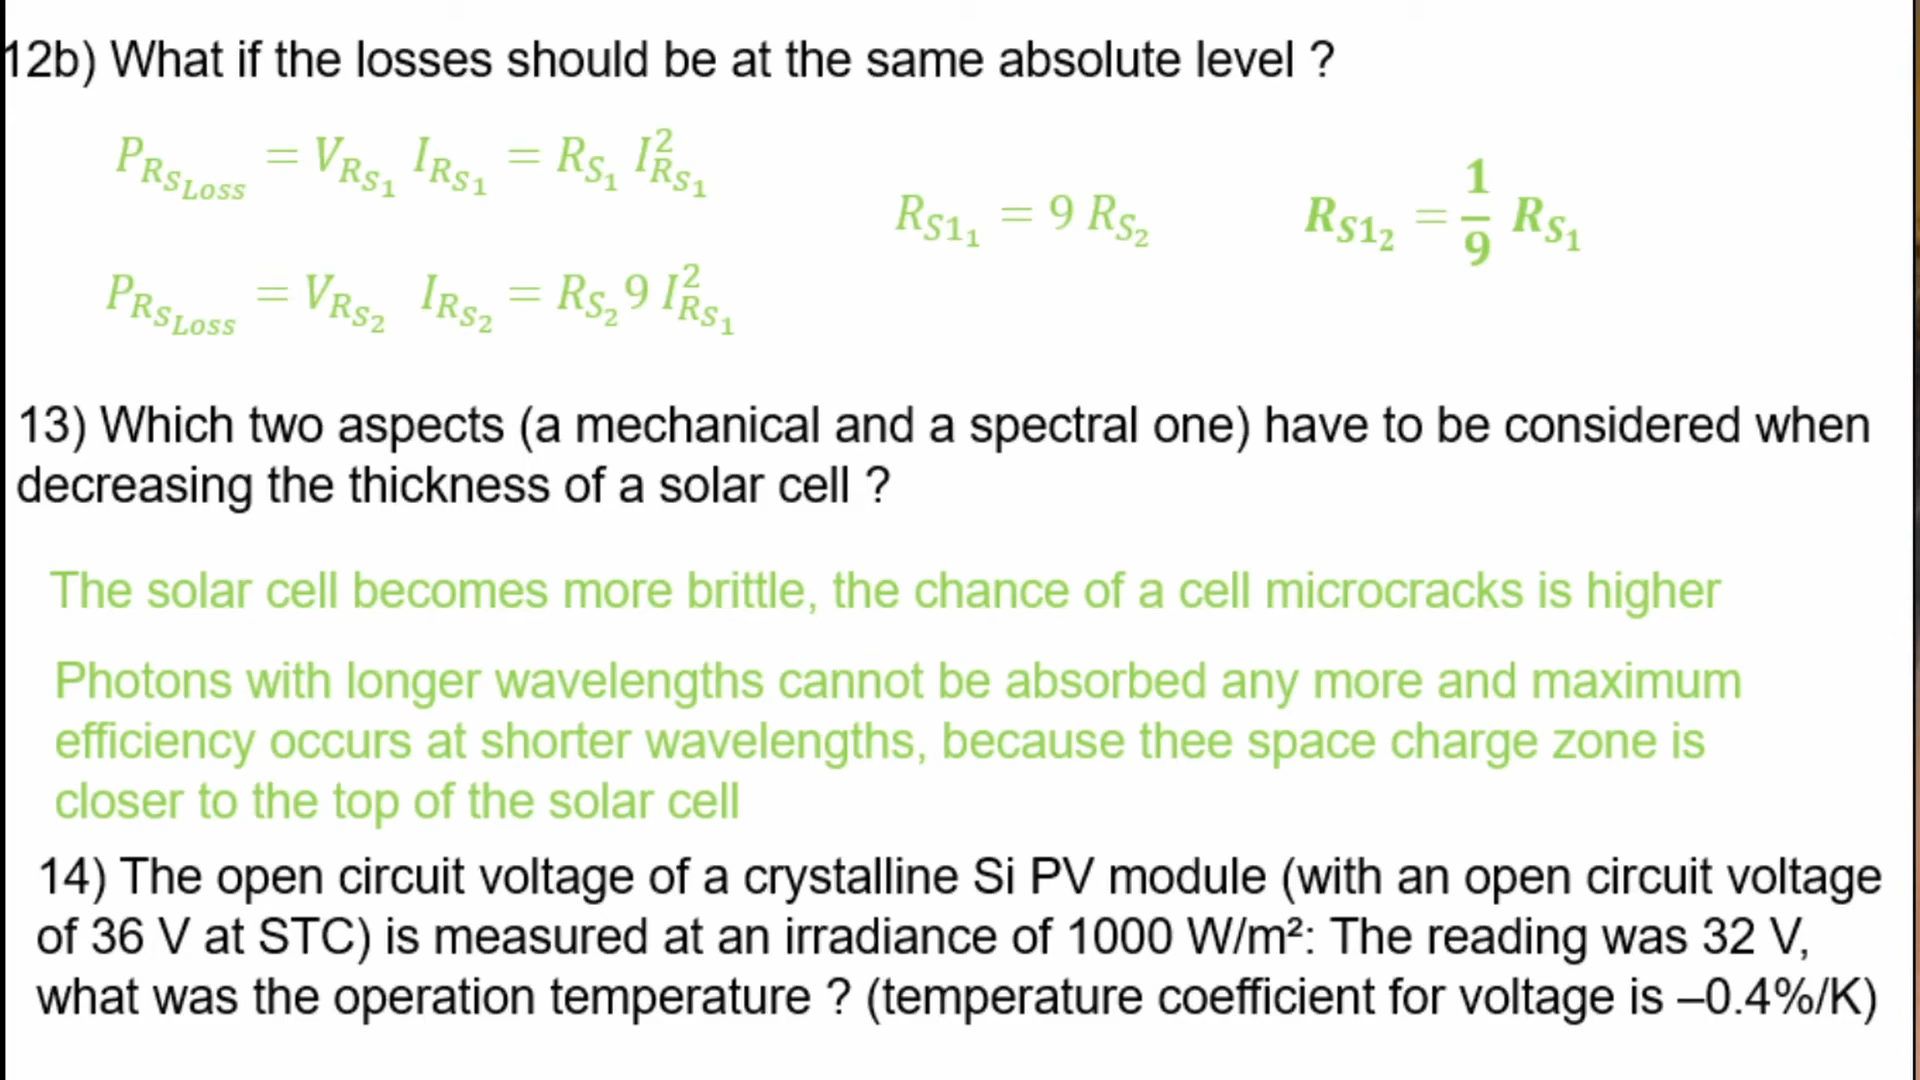 12b) What if the losses should be at the same absolute level ?
P_{R_{S_{Loss}}} = V_{R_{S_1}} I_{R_{S_1}} = R_{S_1} I^2_{R_{S_1}}
R_{S1_1} = 9 R_{S_2}
R_{S1_2} = \frac{1}{9} R_{S_1}
P_{R_{S_{Loss}}} = V_{R_{S_2}} I_{R_{S_2}} = R_{S_2} 9 I^2_{R_{S_1}}
13) Which two aspects (a mechanical and a spectral one) have to be considered when
decreasing the thickness of a solar cell ?
The solar cell becomes more brittle, the chance of a cell microcracks is higher
Photons with longer wavelengths cannot be absorbed any more and maximum
efficiency occurs at shorter wavelengths, because thee space charge zone is
closer to the top of the solar cell
14) The open circuit voltage of a crystalline Si PV module (with an open circuit voltage
of 36 V at STC) is measured at an irradiance of 1000 W/m²: The reading was 32 V,
what was the operation temperature ? (temperature coefficient for voltage is –0.4%/K)